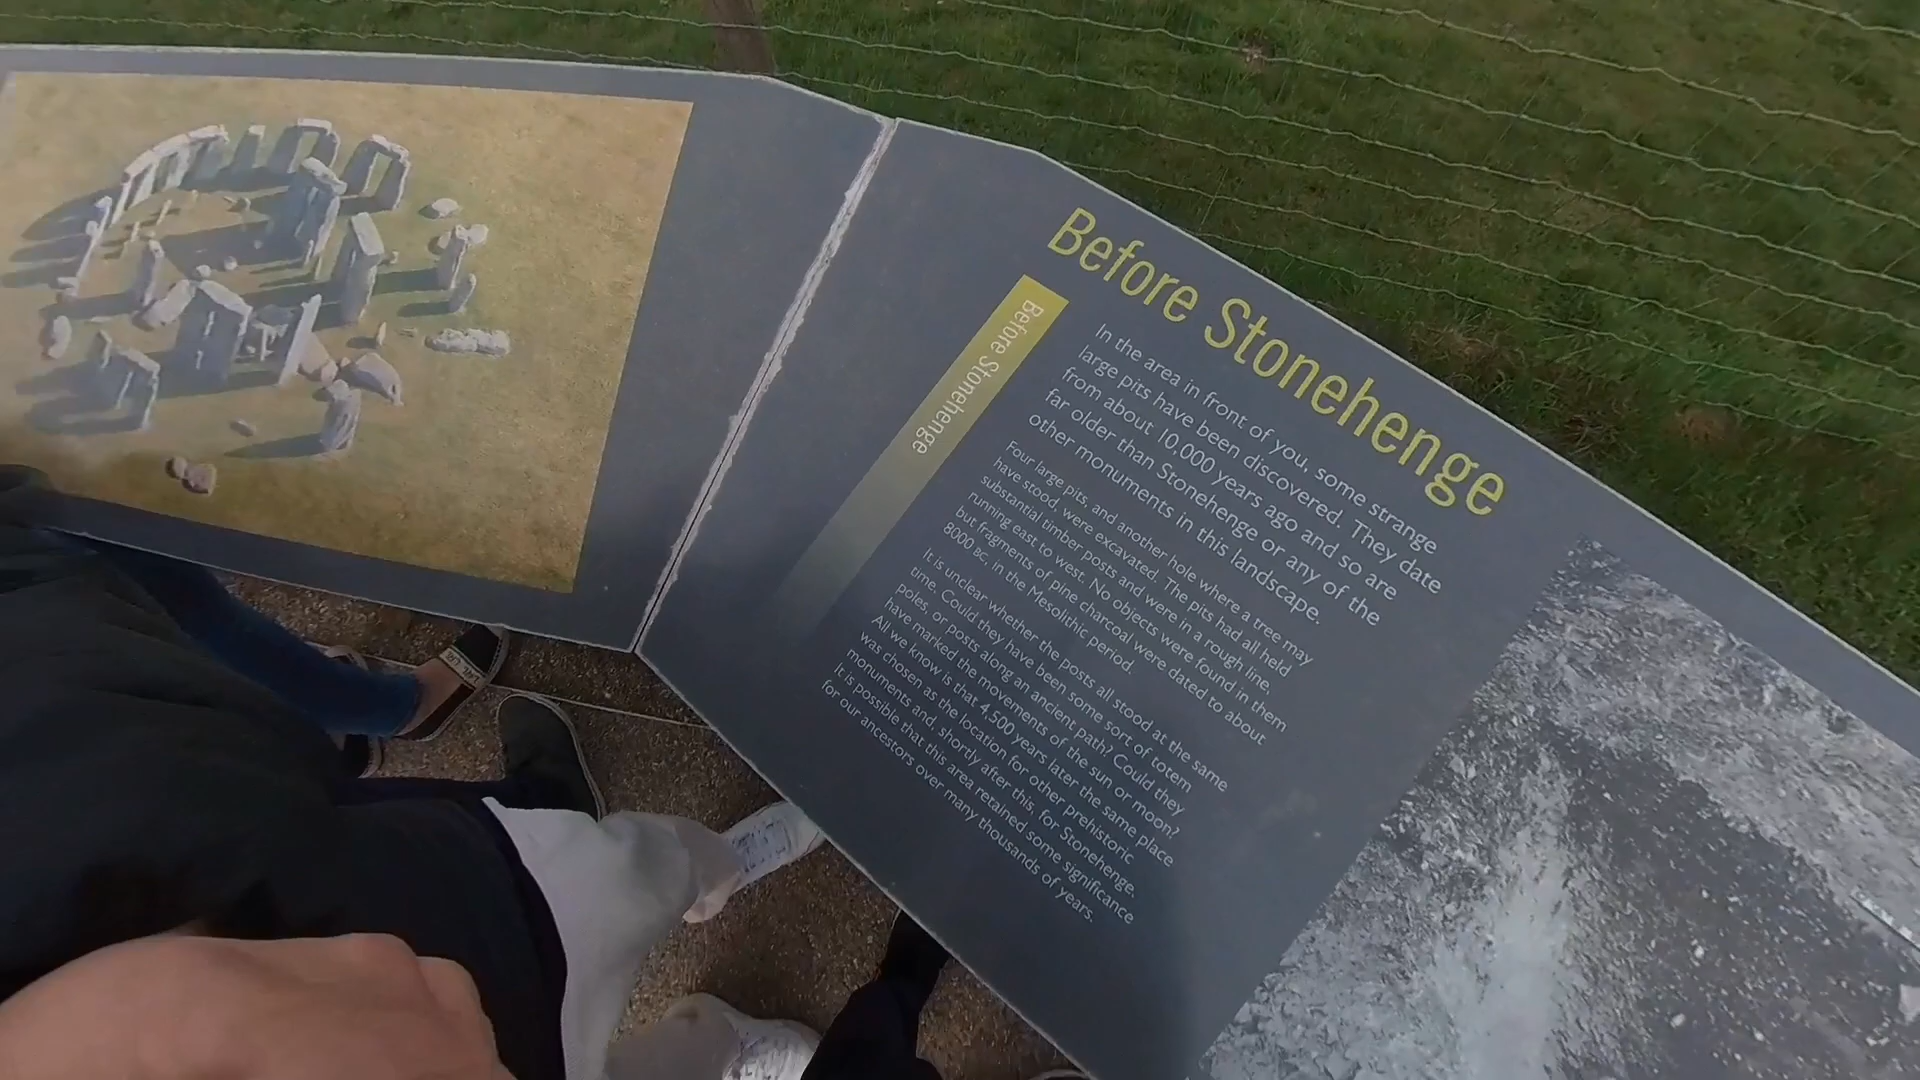 Before Stonehenge
Before Stonehenge
In the area in front of you, some strange
large pits have been discovered. They date
from about 10,000 years ago and so are
far older than Stonehenge or any of the
other monuments in this landscape.
Four large pits, and another hole where a tree may
have stood, were excavated. The pits had all held
substantial timber posts and were in a rough line,
running east to west. No objects were found in them
but fragments of pine charcoal were dated to about
8000 BC, in the Mesolithic period.
It is unclear whether the posts all stood at the same
time. Could they have been some sort of totem
poles, or posts along an ancient path? Could they
have marked the movements of the sun or moon?
All we know is that 4,500 years later the same place
was chosen as the location for other prehistoric
monuments and, shortly after this, for Stonehenge.
It is possible that this area retained some significance
for our ancestors over many thousands of years.